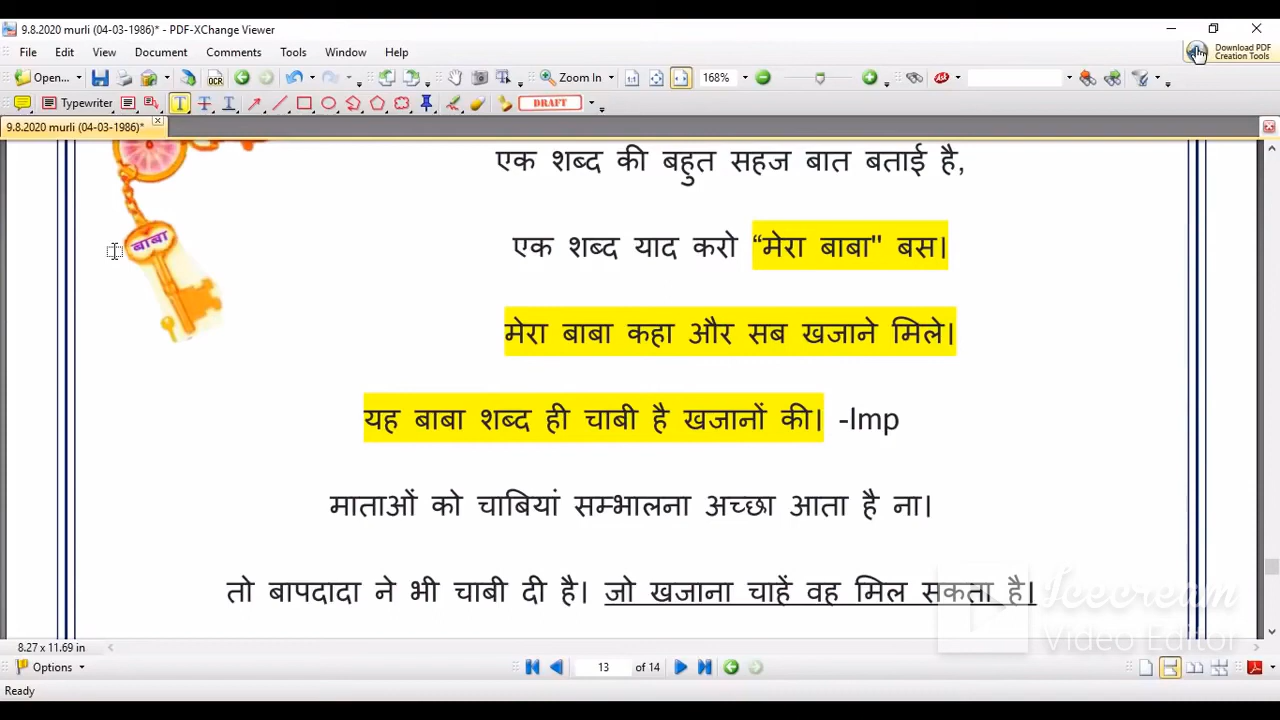 9.8.2020 murli (04-03-1986)* - PDF-XChange Viewer
File Edit View Document Comments Tools Window Help
Download PDF
Creation Tools
Open... OCR Zoom In 168%
Typewriter DRAFT
9.8.2020 murli (04-03-1986)*
एक शब्द की बहुत सहज बात बताई है,
बाबा
एक शब्द याद करो “मेरा बाबा" बस।
मेरा बाबा कहा और सब खजाने मिले।
यह बाबा शब्द ही चाबी है खजानों की। -Imp
माताओं को चाबियां सम्भालना अच्छा आता है ना।
तो बापदादा ने भी चाबी दी है। जो खजाना चाहें वह मिल सकता है।
Icecream
Video Editor
8.27 x 11.69 in
Options 13 of 14
Ready